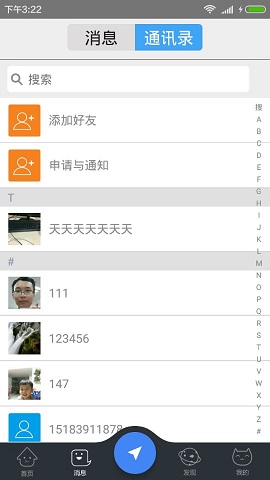 下午3:22
消息 通讯录
搜索
添加好友
申请与通知
T
天天天天天天天
#
111
123456
147
15183911878
搜
A
B
C
D
E
F
G
H
I
J
K
L
M
N
O
P
Q
R
S
T
U
V
W
X
Y
Z
#
首页 消息 发现 我的